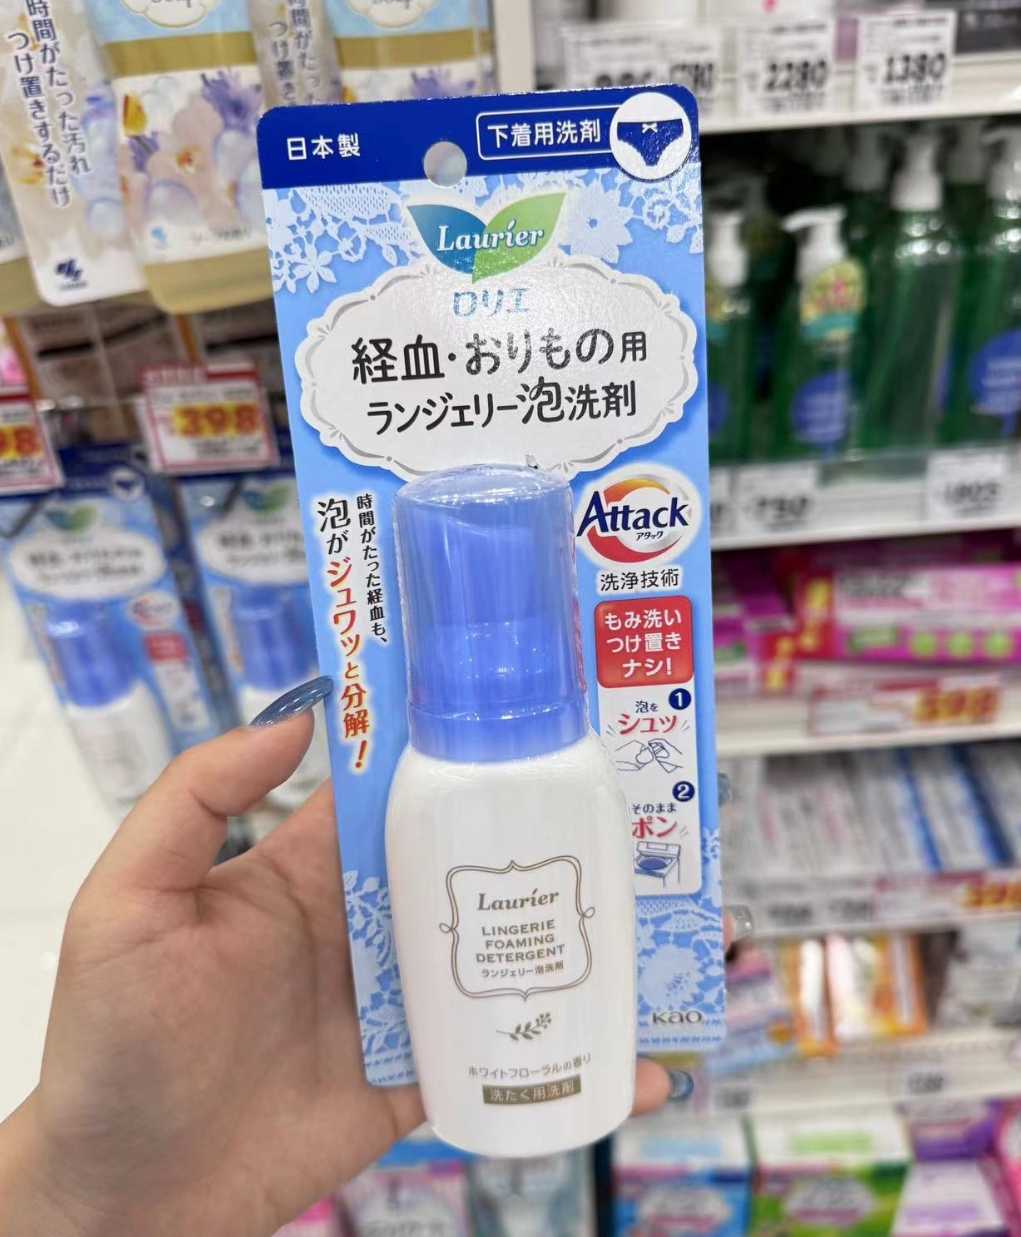 時間がたった汚れ
つけ置きするだけ
2280
1380
日本製
下着用洗剤
Laurier
ロリエ
経血・おりもの用
ランジェリー泡洗剤
398
時間がたった経血も、
泡がジュワッと分解！
Attack
アタック
洗浄技術
もみ洗い
つけ置き
ナシ！
1
泡を
シュッ
2
そのまま
ポン
Laurier
LINGERIE
FOAMING
DETERGENT
ランジェリー泡洗剤
ホワイトフローラルの香り
洗たく用洗剤
Kao